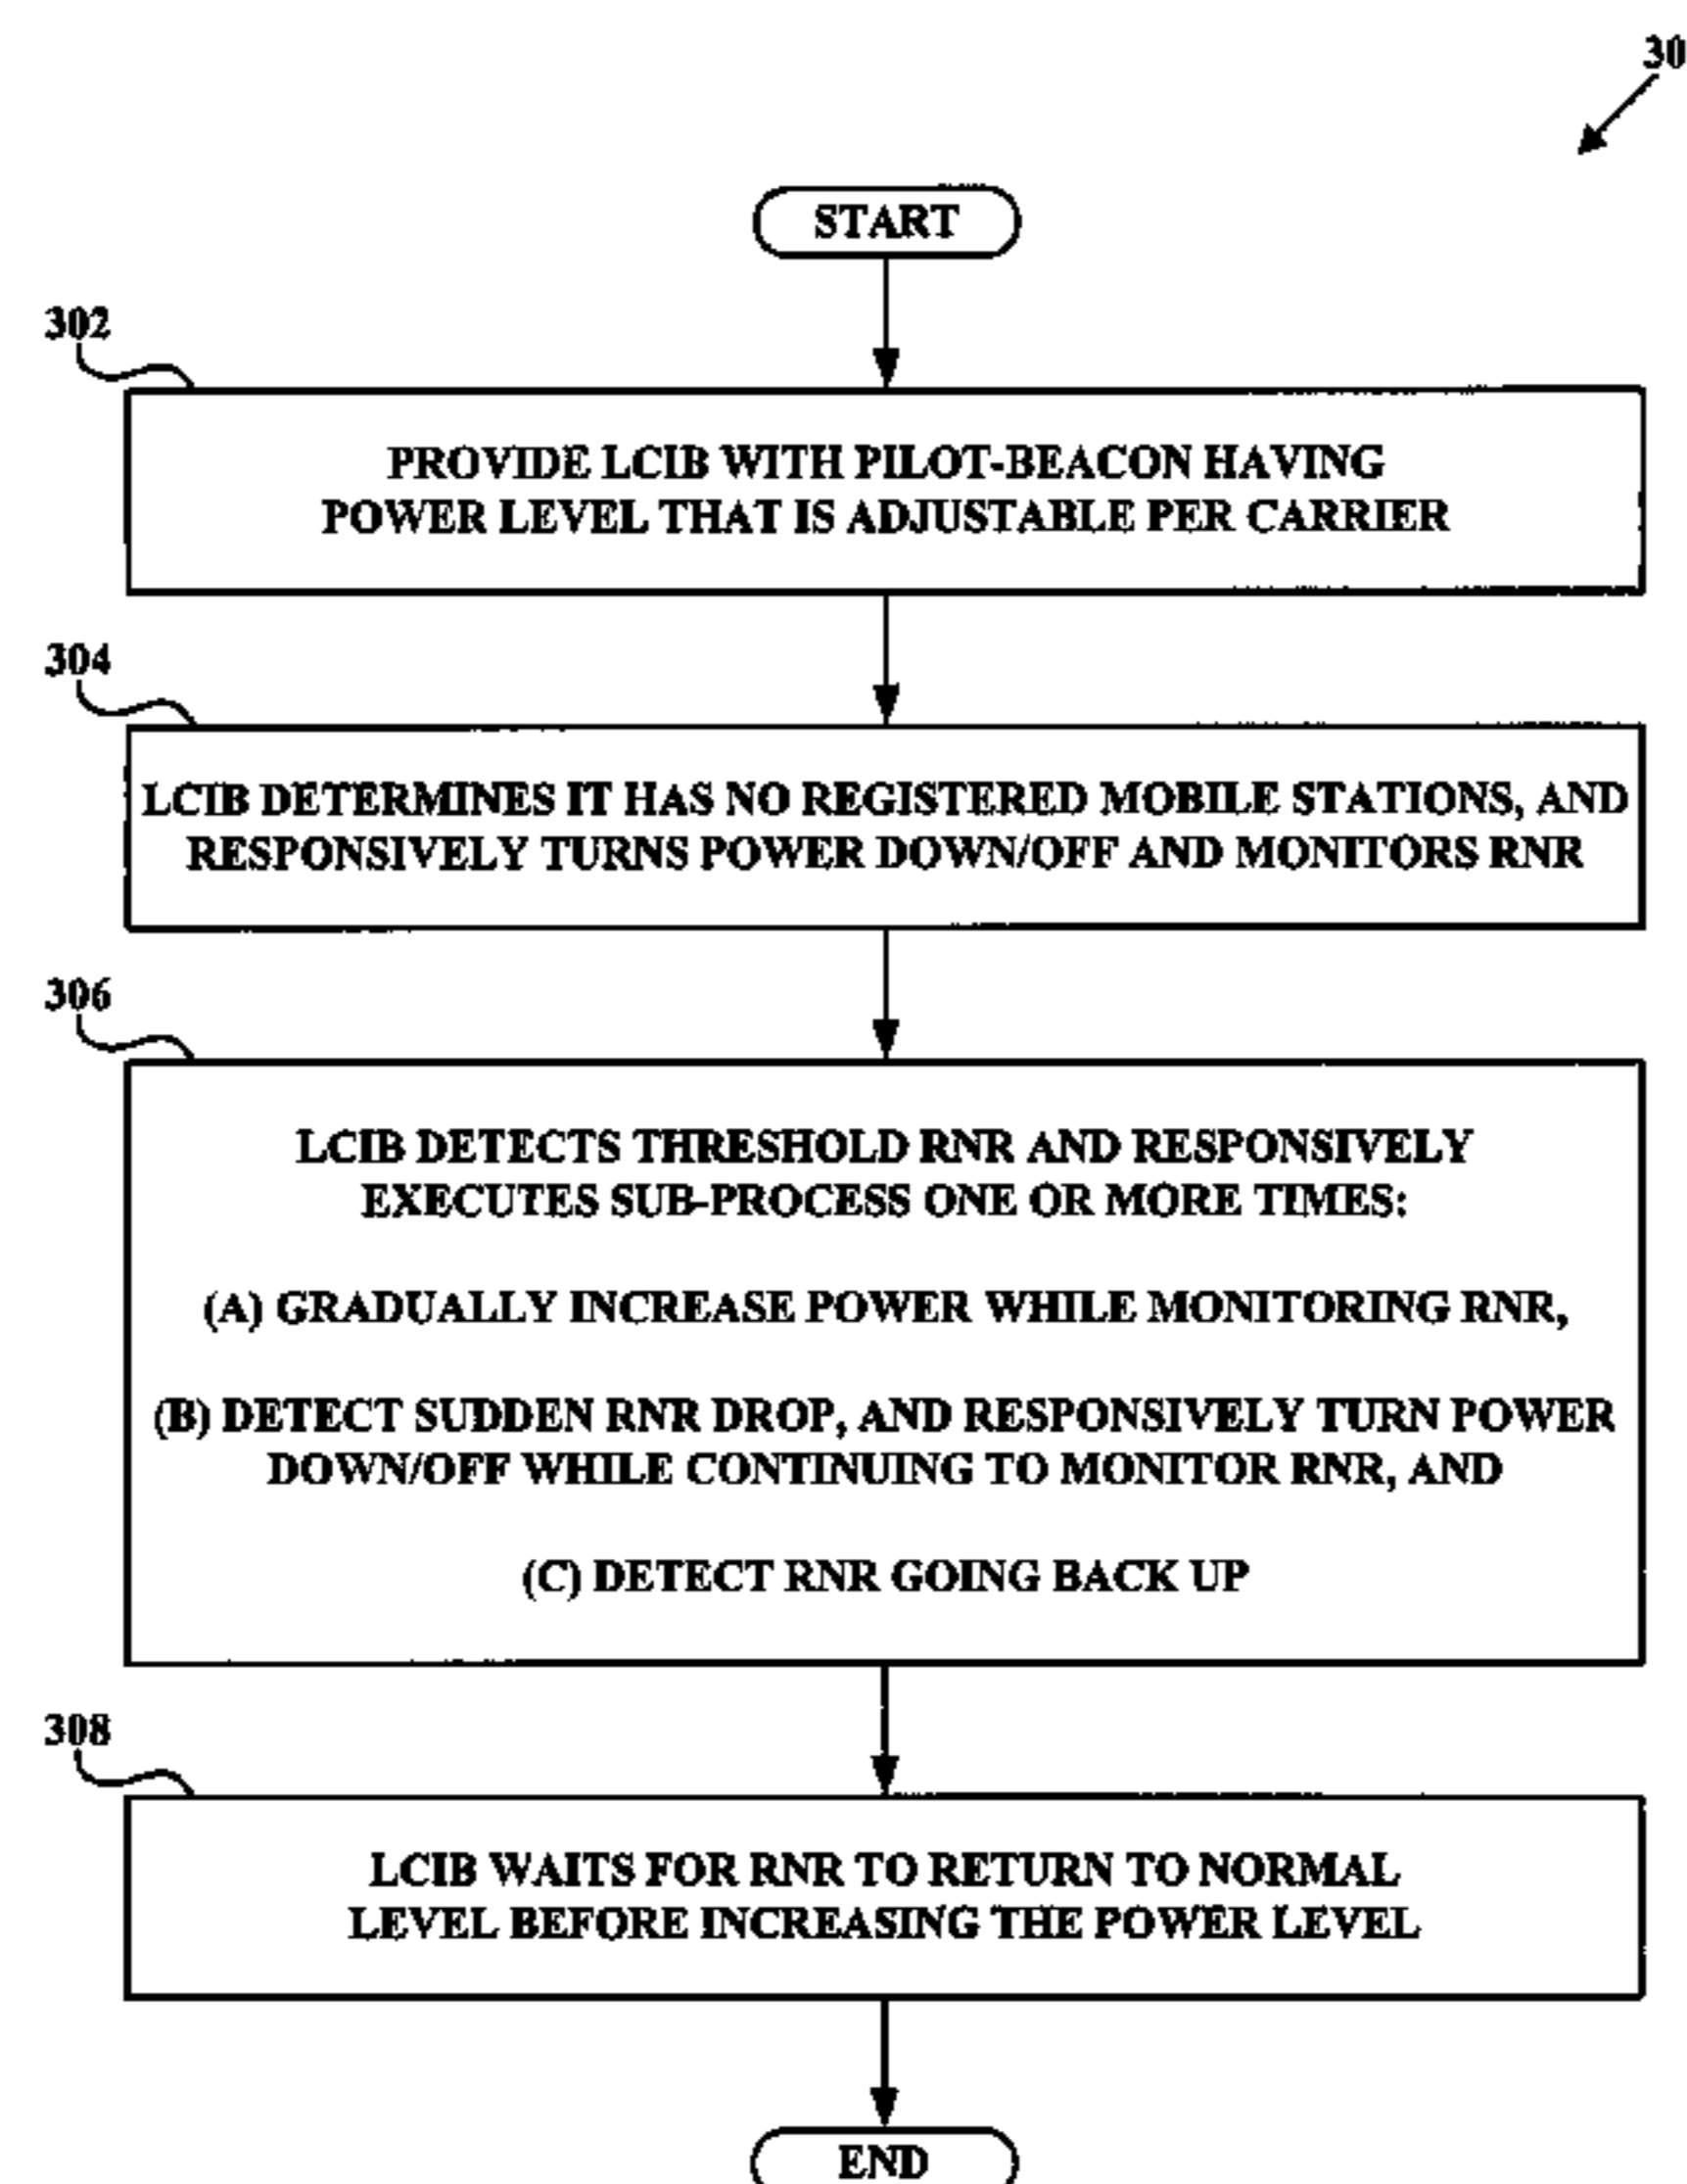 30
START
302
PROVIDE LCIB WITH PILOT-BEACON HAVING
POWER LEVEL THAT IS ADJUSTABLE PER CARRIER
304
LCIB DETERMINES IT HAS NO REGISTERED MOBILE STATIONS, AND
RESPONSIVELY TURNS POWER DOWN/OFF AND MONITORS RNR
306
LCIB DETECTS THRESHOLD RNR AND RESPONSIVELY
EXECUTES SUB-PROCESS ONE OR MORE TIMES:
(A) GRADUALLY INCREASE POWER WHILE MONITORING RNR,
(B) DETECT SUDDEN RNR DROP, AND RESPONSIVELY TURN POWER
DOWN/OFF WHILE CONTINUING TO MONITOR RNR, AND
(C) DETECT RNR GOING BACK UP
308
LCIB WAITS FOR RNR TO RETURN TO NORMAL
LEVEL BEFORE INCREASING THE POWER LEVEL
END